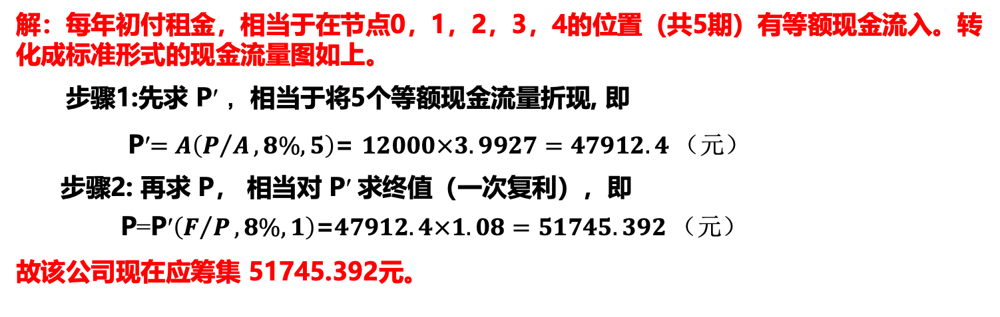 解：每年初付租金，相当于在节点0，1，2，3，4的位置（共5期）有等额现金流入。转
化成标准形式的现金流量图如上。
步骤1:先求 P′ ，相当于将5个等额现金流量折现, 即
P′= A(P/A ,8%,5)= 12000×3.9927 = 47912.4 （元）
步骤2: 再求 P， 相当对 P′ 求终值（一次复利），即
P=P′(F/P ,8%,1)=47912.4×1.08 = 51745.392 （元）
故该公司现在应筹集 51745.392元。